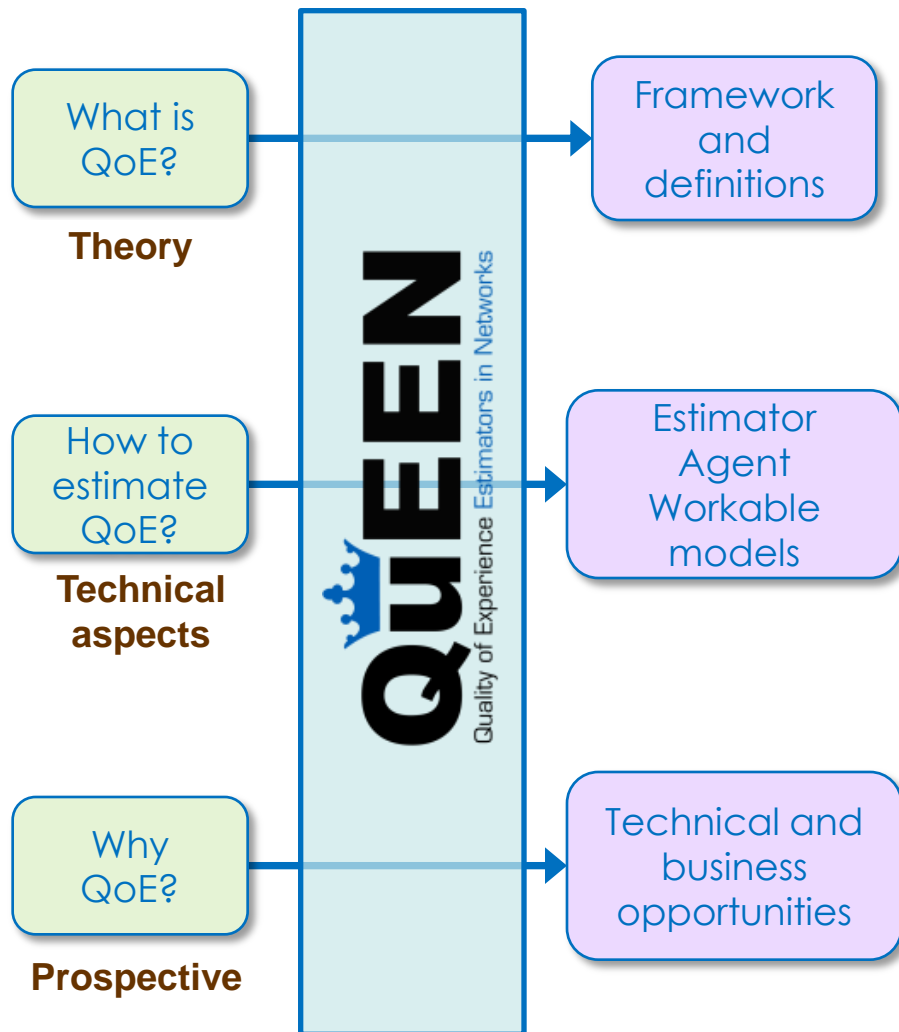 What is
QoE?
Theory
Framework
and
definitions
How to
estimate
QoE?
Technical
aspects
QuEEN
Quality of Experience Estimators in Networks
Estimator
Agent
Workable
models
Why
QoE?
Prospective
Technical and
business
opportunities